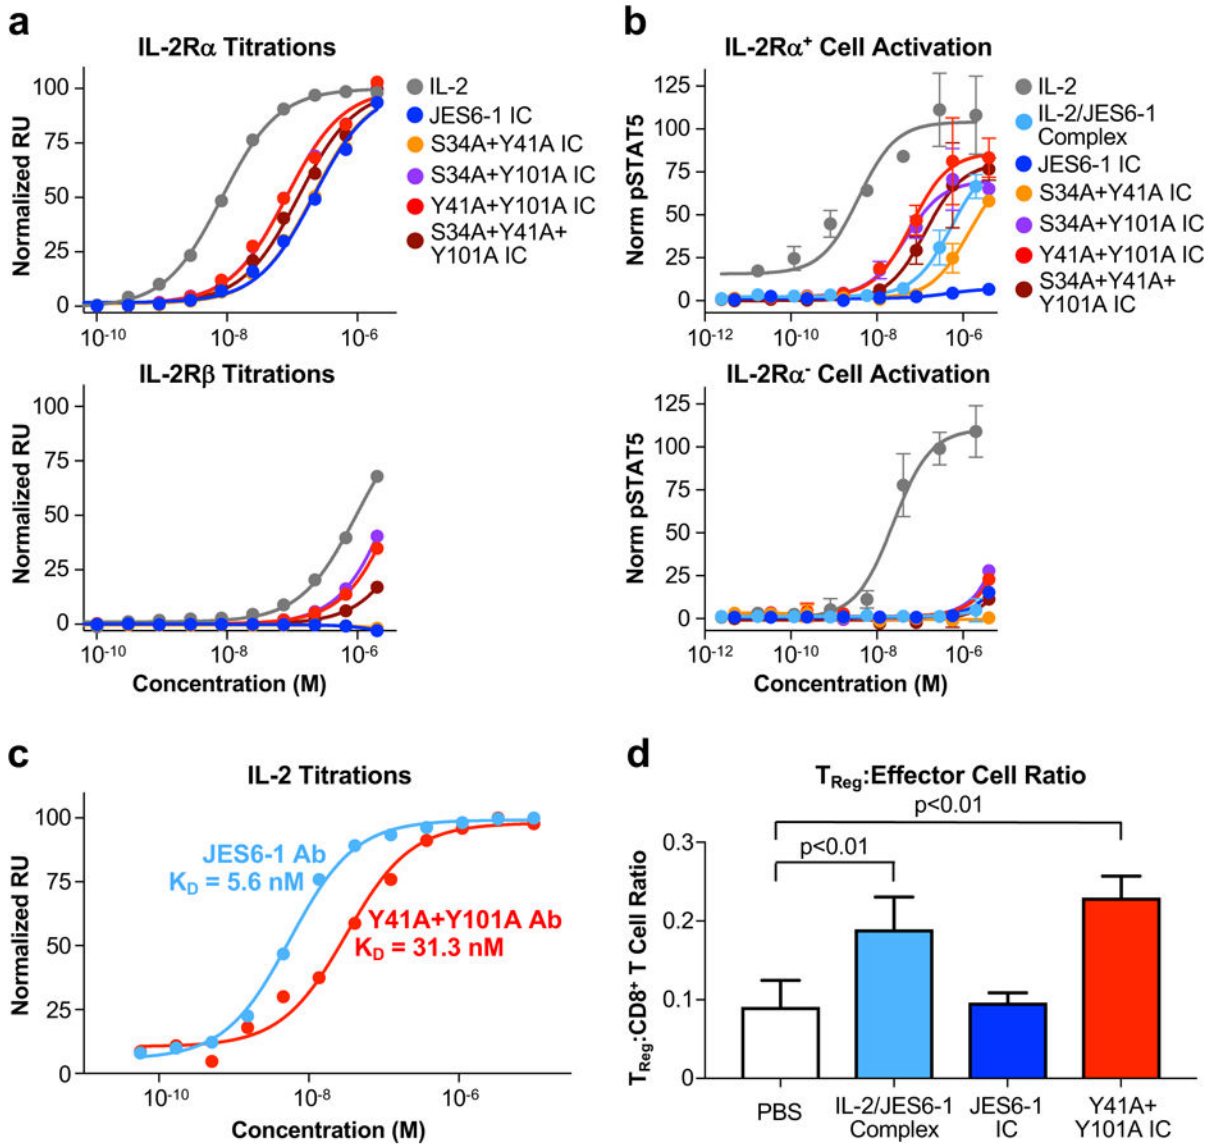 a
IL-2Rα Titrations
Normalized RU
100
75
50
25
0
10⁻¹⁰
10⁻⁸
10⁻⁶
IL-2
JES6-1 IC
S34A+Y41A IC
S34A+Y101A IC
Y41A+Y101A IC
S34A+Y41A+
Y101A IC
IL-2Rβ Titrations
Normalized RU
100
75
50
25
0
10⁻¹⁰
10⁻⁸
10⁻⁶
Concentration (M)
b
IL-2Rα⁺ Cell Activation
Norm pSTAT5
125
100
75
50
25
0
10⁻¹²
10⁻¹⁰
10⁻⁸
10⁻⁶
IL-2
IL-2/JES6-1
Complex
JES6-1 IC
S34A+Y41A IC
S34A+Y101A IC
Y41A+Y101A IC
S34A+Y41A+
Y101A IC
IL-2Rα⁻ Cell Activation
Norm pSTAT5
125
100
75
50
25
0
10⁻¹²
10⁻¹⁰
10⁻⁸
10⁻⁶
Concentration (M)
c
IL-2 Titrations
Normalized RU
100
75
50
25
0
JES6-1 Ab
K_D = 5.6 nM
Y41A+Y101A Ab
K_D = 31.3 nM
10⁻¹⁰
10⁻⁸
10⁻⁶
Concentration (M)
d
T_Reg:Effector Cell Ratio
T_Reg:CD8⁺ T Cell Ratio
p<0.01
p<0.01
0.3
0.2
0.1
0
PBS
IL-2/JES6-1
Complex
JES6-1
IC
Y41A+
Y101A IC